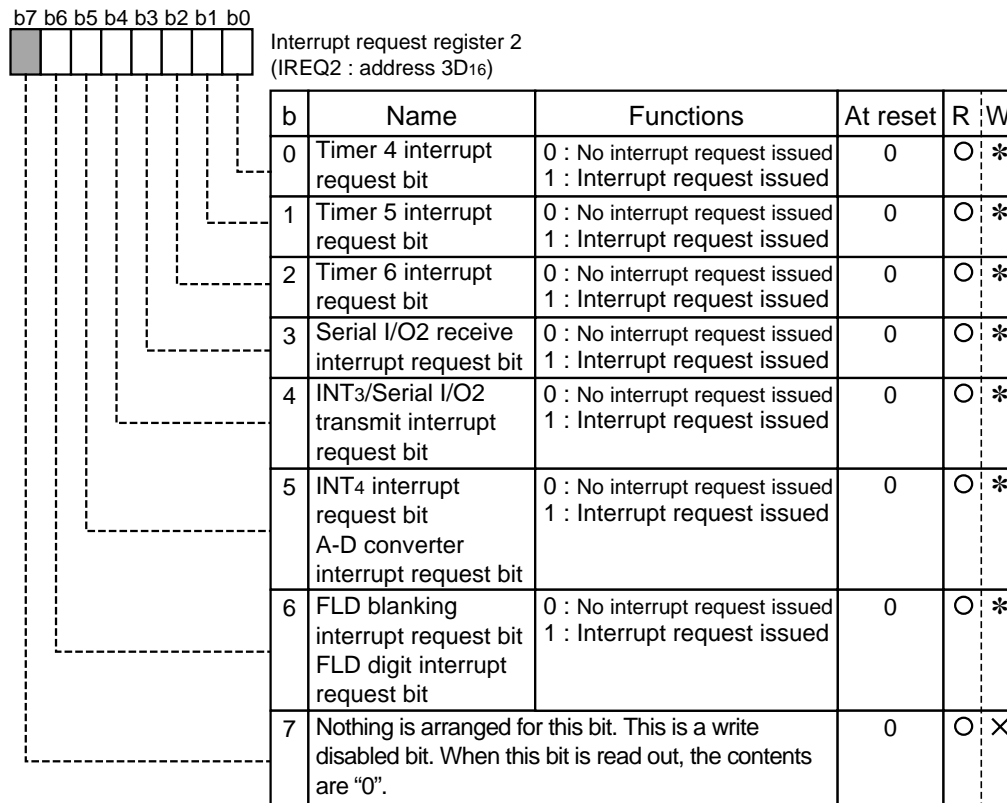 b7 b6 b5 b4 b3 b2 b1 b0
Interrupt request register 2
(IREQ2 : address 3D16)
b Name Functions At reset R W
0 Timer 4 interrupt request bit 0 : No interrupt request issued 1 : Interrupt request issued 0 ○ ✻
1 Timer 5 interrupt request bit 0 : No interrupt request issued 1 : Interrupt request issued 0 ○ ✻
2 Timer 6 interrupt request bit 0 : No interrupt request issued 1 : Interrupt request issued 0 ○ ✻
3 Serial I/O2 receive interrupt request bit 0 : No interrupt request issued 1 : Interrupt request issued 0 ○ ✻
4 INT3/Serial I/O2 transmit interrupt request bit 0 : No interrupt request issued 1 : Interrupt request issued 0 ○ ✻
5 INT4 interrupt request bit A-D converter interrupt request bit 0 : No interrupt request issued 1 : Interrupt request issued 0 ○ ✻
6 FLD blanking interrupt request bit FLD digit interrupt request bit 0 : No interrupt request issued 1 : Interrupt request issued 0 ○ ✻
7 Nothing is arranged for this bit. This is a write disabled bit. When this bit is read out, the contents are “0”. 0 ○ ×